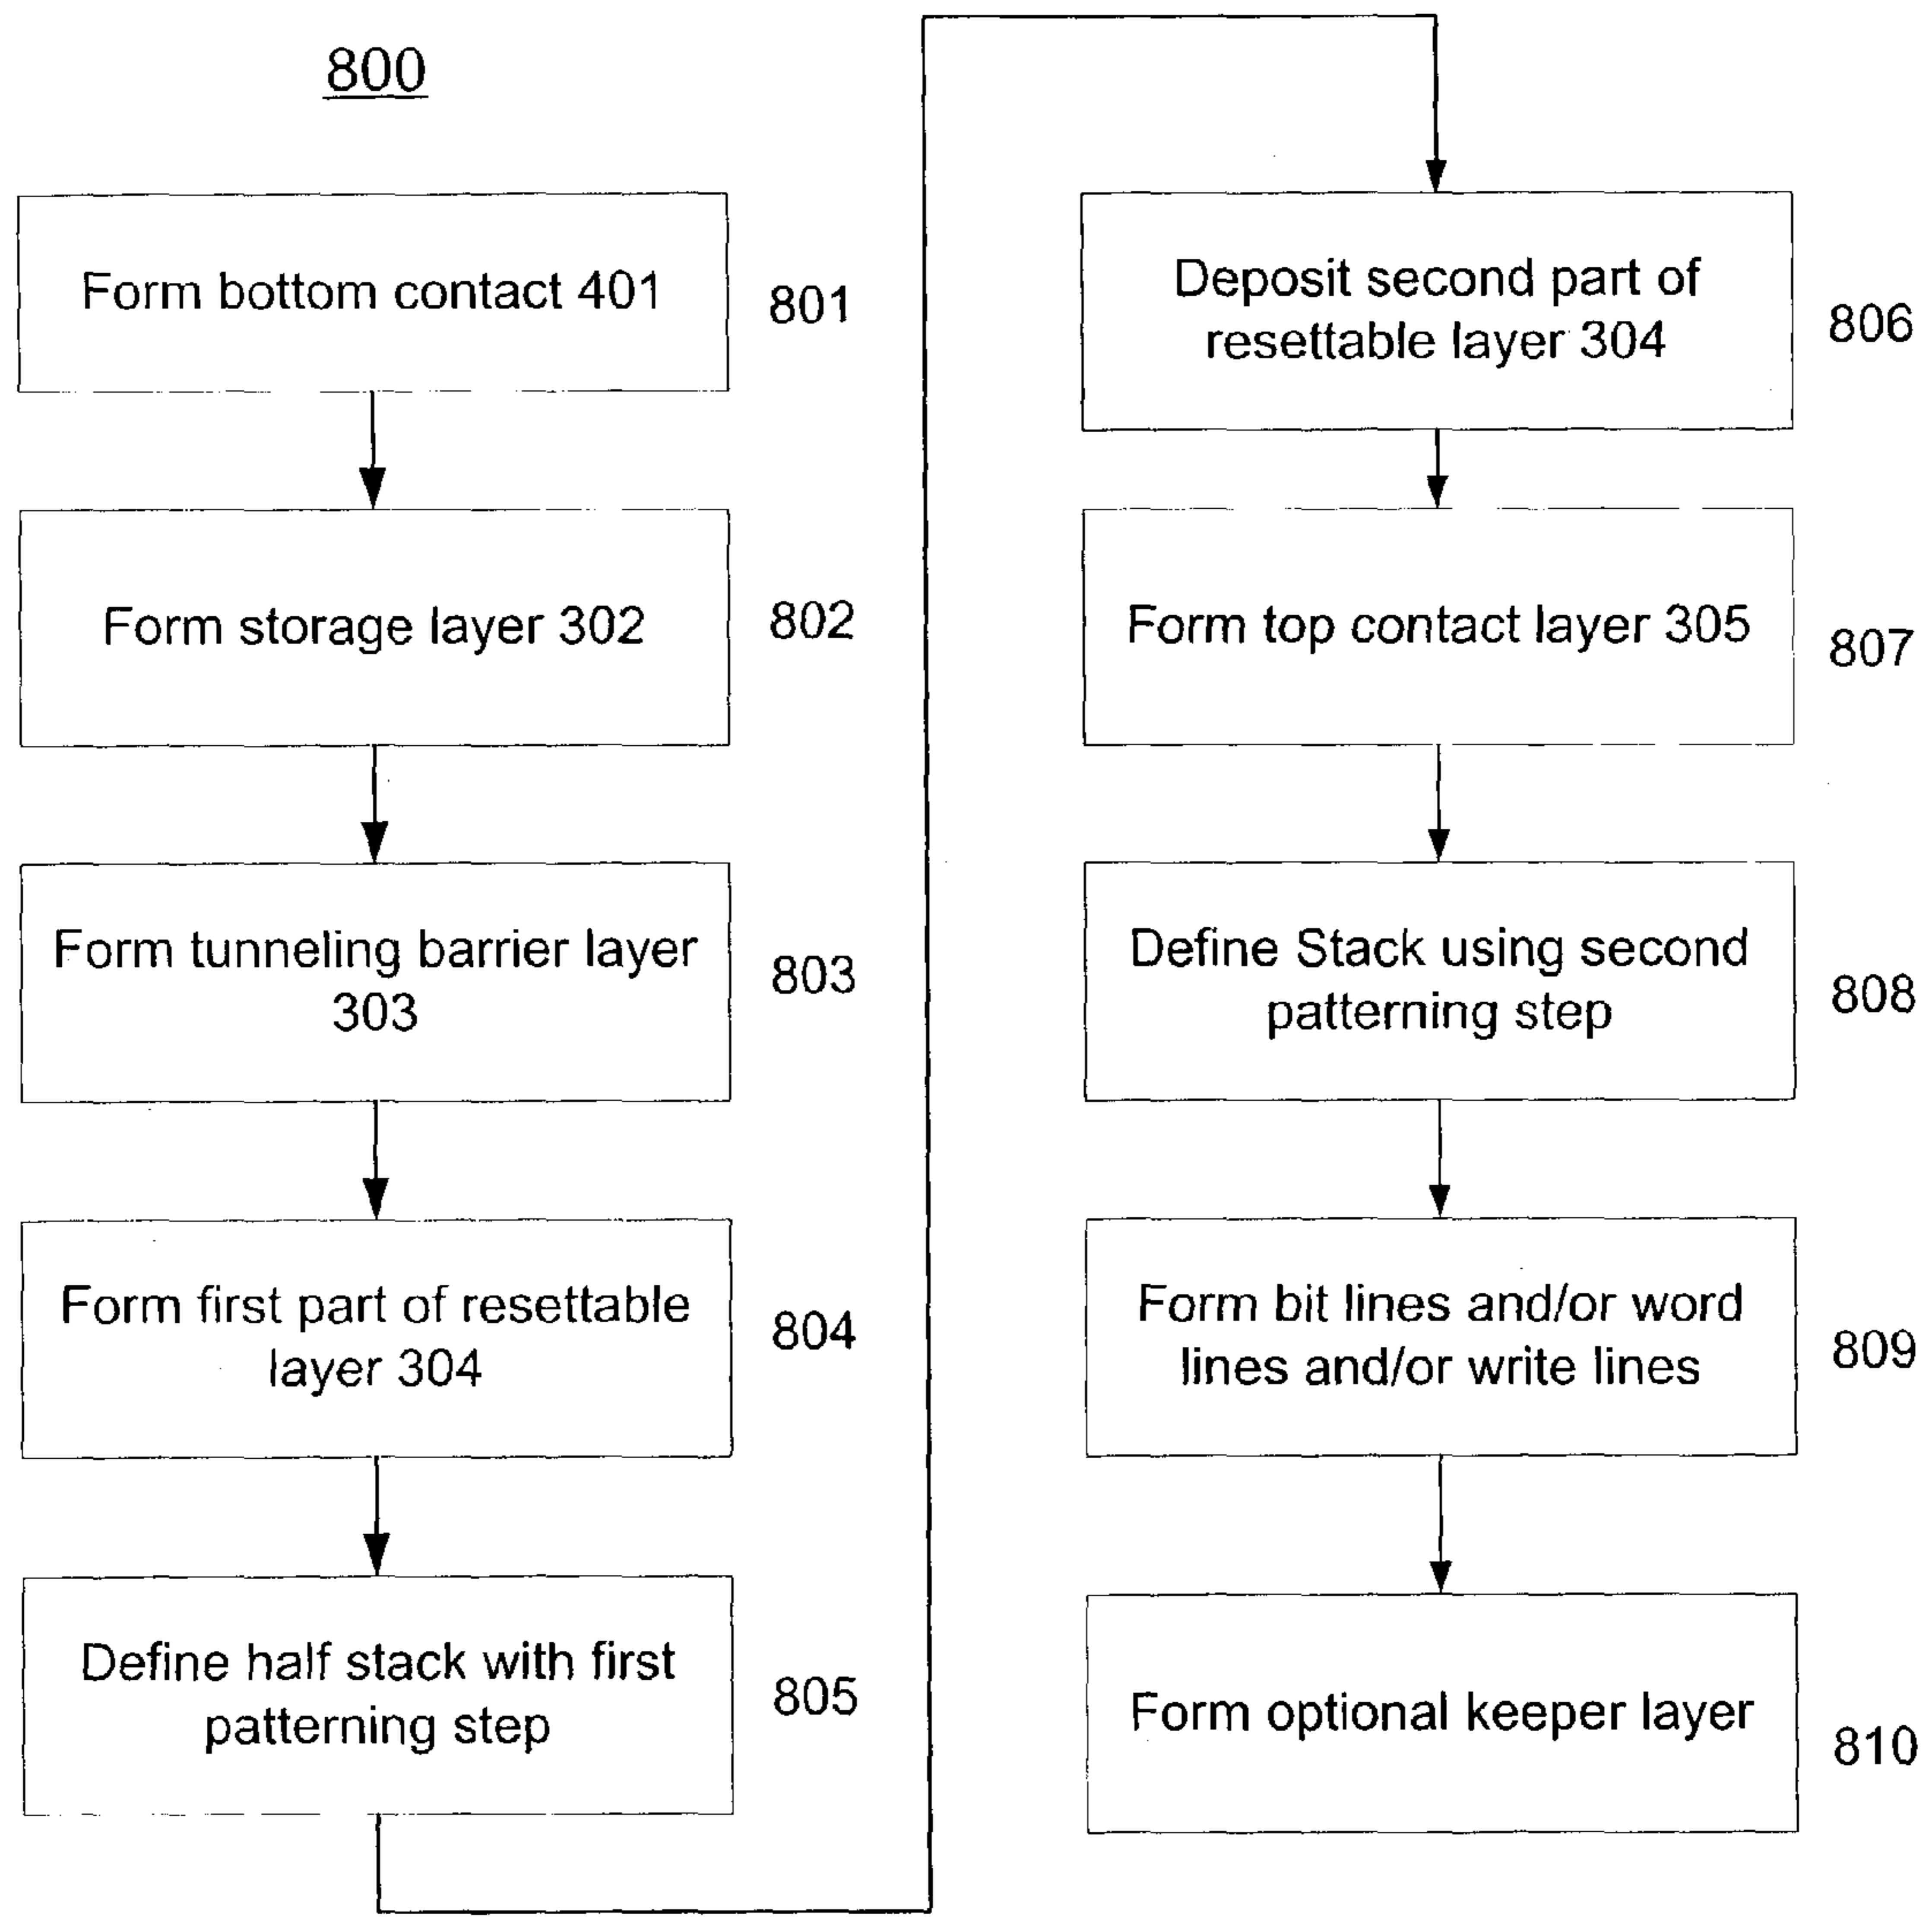 800
Form bottom contact 401
801
Form storage layer 302
802
Form tunneling barrier layer
303
803
Form first part of resettable
layer 304
804
Define half stack with first
patterning step
805
Deposit second part of
resettable layer 304
806
Form top contact layer 305
807
Define Stack using second
patterning step
808
Form bit lines and/or word
lines and/or write lines
809
Form optional keeper layer
810